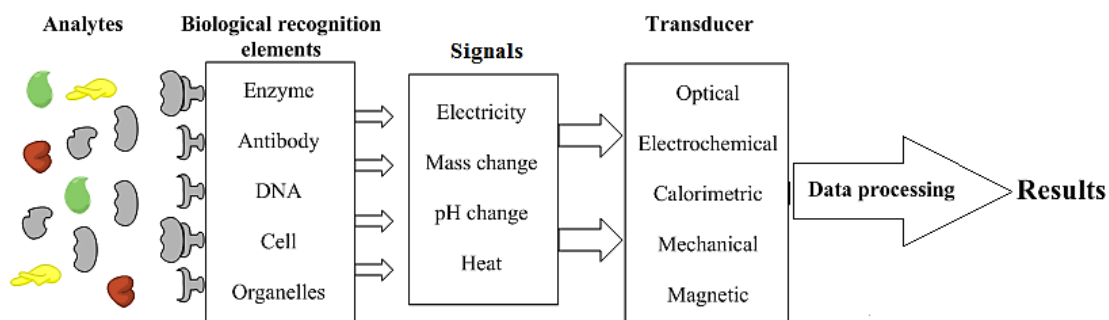 Analytes
Biological recognition
elements
Signals
Transducer
Enzyme
Antibody
DNA
Cell
Organelles
Electricity
Mass change
pH change
Heat
Optical
Electrochemical
Calorimetric
Mechanical
Magnetic
Data processing
Results